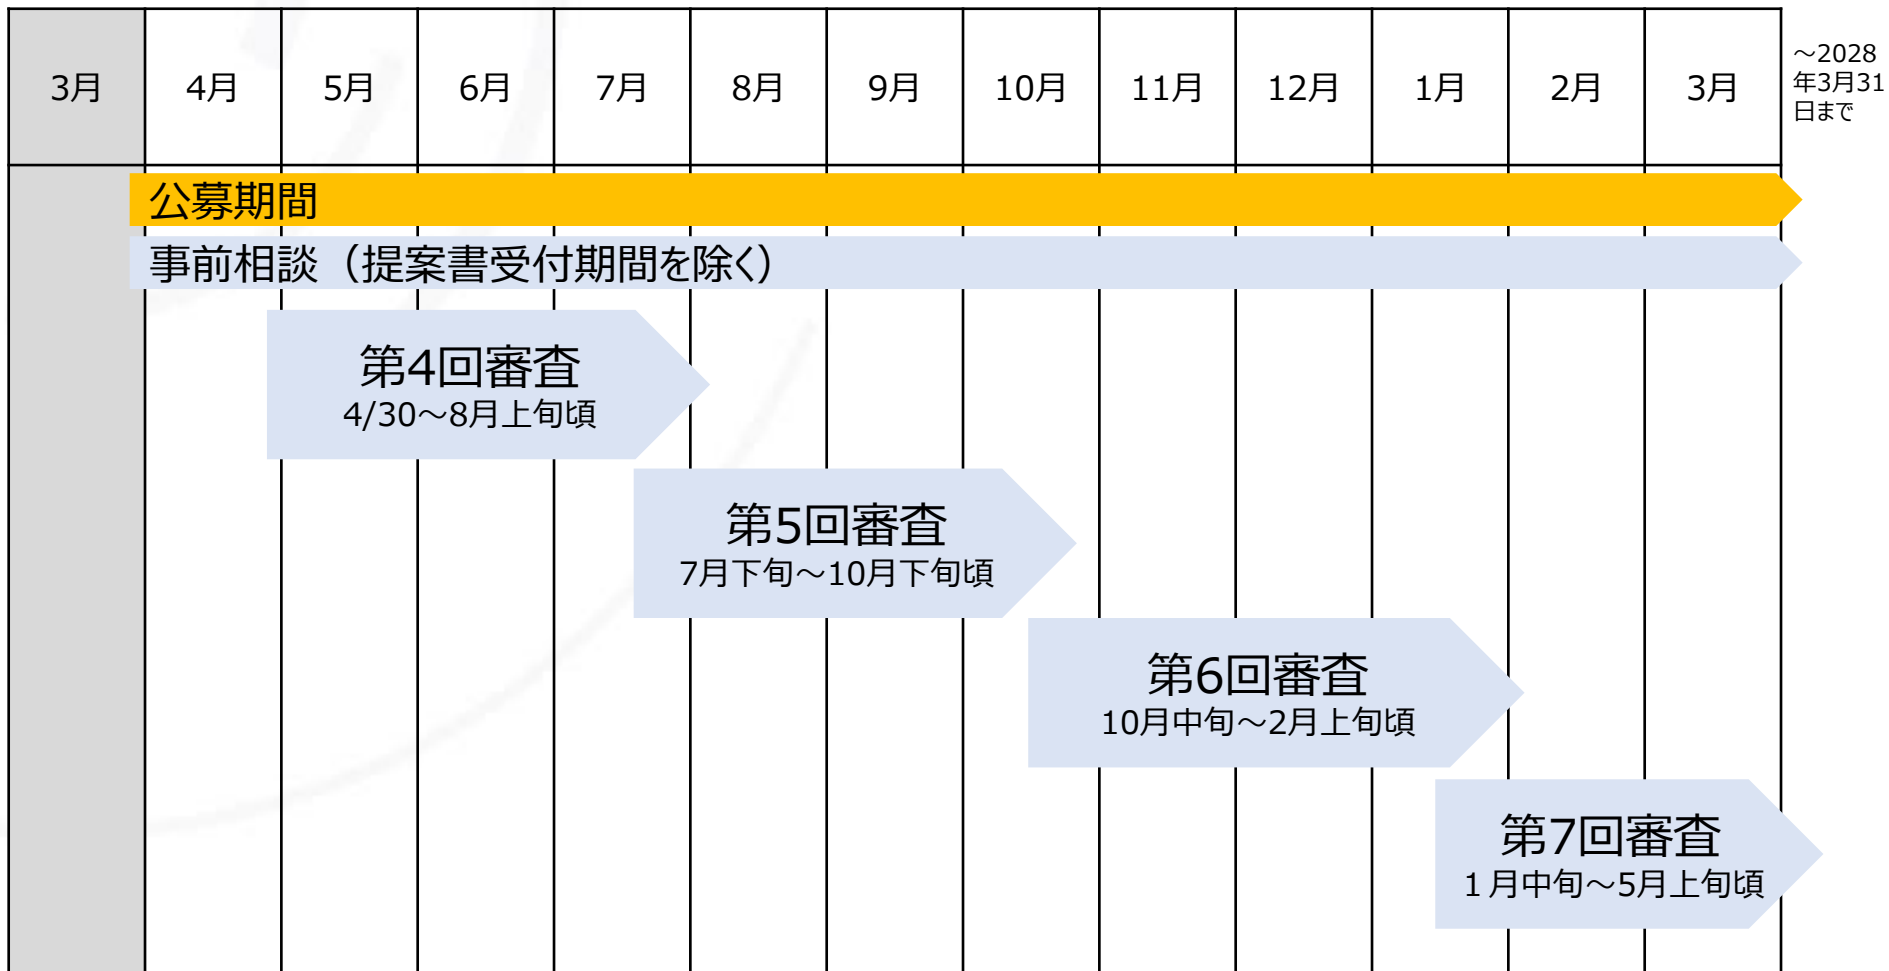 3月
4月
5月
6月
7月
8月
9月
10月
11月
12月
1月
2月
3月
～2028
年3月31
日まで
公募期間
事前相談（提案書受付期間を除く）
第4回審査
4/30～8月上旬頃
第5回審査
7月下旬～10月下旬頃
第6回審査
10月中旬～2月上旬頃
第7回審査
１月中旬～5月上旬頃